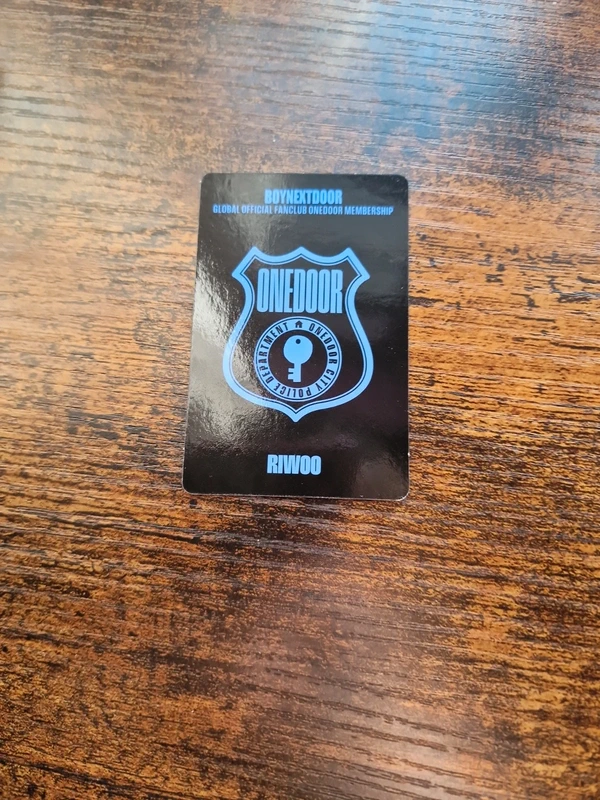 BOYNEXTDOOR
GLOBAL OFFICIAL FANCLUB ONEDOOR MEMBERSHIP
ONEDOOR
ONEDOOR CITY POLICE DEPARTMENT
RIWOO